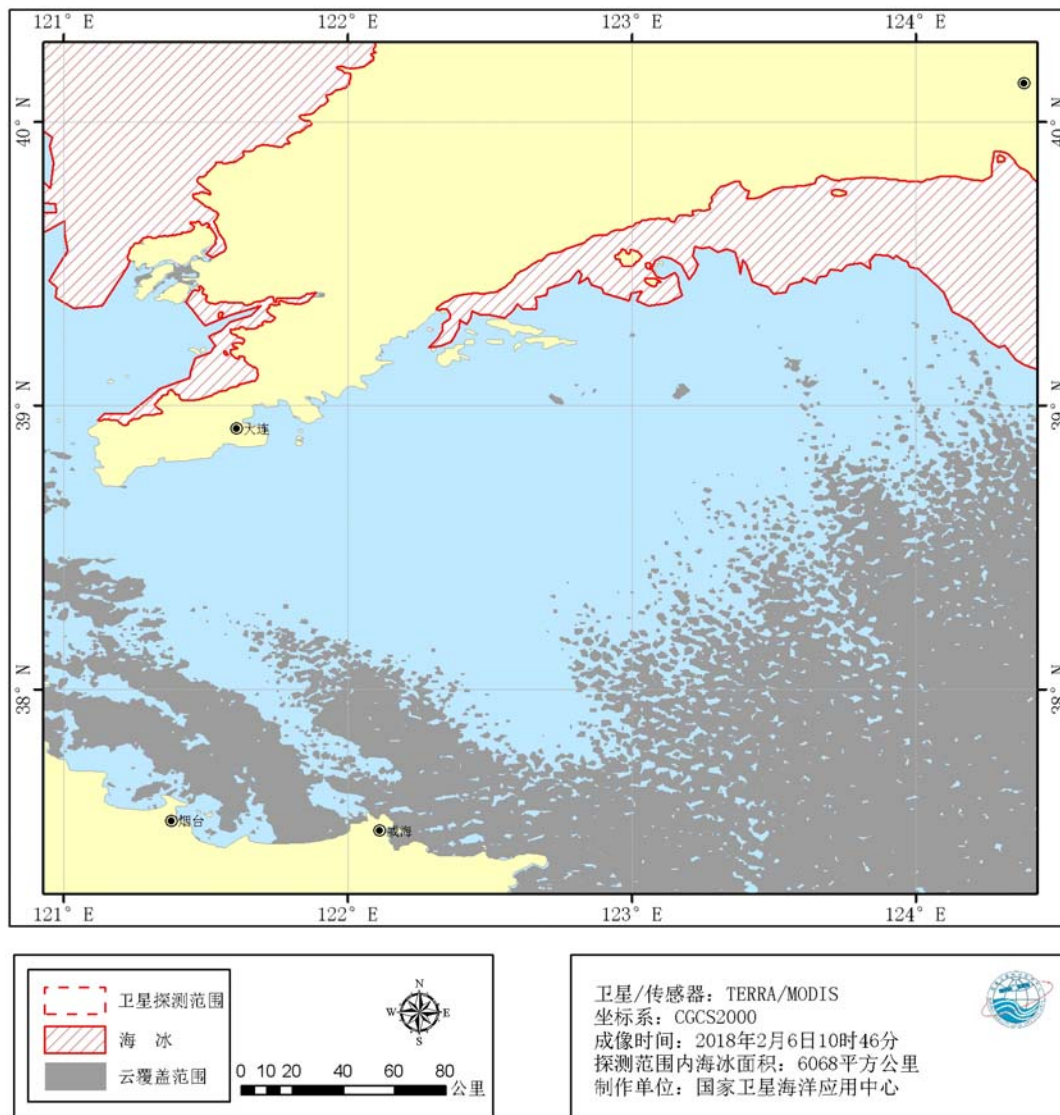 121° E 122° E 123° E 124° E
40° N 40° N
39° N 39° N
大连
38° N 38° N
烟台 威海
121° E 122° E 123° E 124° E
卫星探测范围
海 冰
云覆盖范围
N
W E
S
0 10 20 40 60 80
公里
卫星/传感器: TERRA/MODIS
坐标系: CGCS2000
成像时间: 2018年2月6日10时46分
探测范围内海冰面积: 6068平方公里
制作单位: 国家卫星海洋应用中心